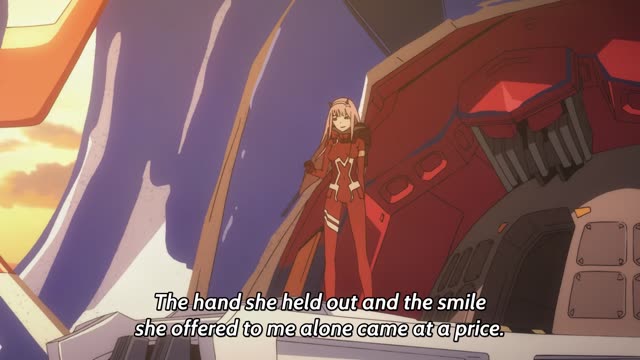 The hand she held out and the smile
she offered to me alone came at a price.